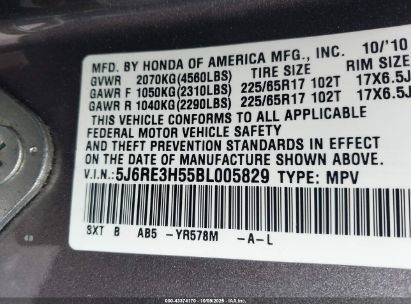 MFD. BY HONDA OF AMERICA MFG., INC. 10/'10
GVWR 2070KG(4560LBS) TIRE SIZE RIM SIZE
GAWR F 1050KG(2310LBS) 225/65R17 102T 17X6.5J
GAWR R 1040KG(2290LBS) 225/65R17 102T 17X6.5J
THIS VEHICLE CONFORMS TO ALL APPLICABLE
FEDERAL MOTOR VEHICLE SAFETY AND
THEFT PREVENTION STANDARDS IN EFFECT
ON THE DATE OF MANUFACTURE SHOWN ABOVE.
V.I.N.:5J6RE3H55BL005829 TYPE: MPV
SXT B AB5 -YR578M -A-L